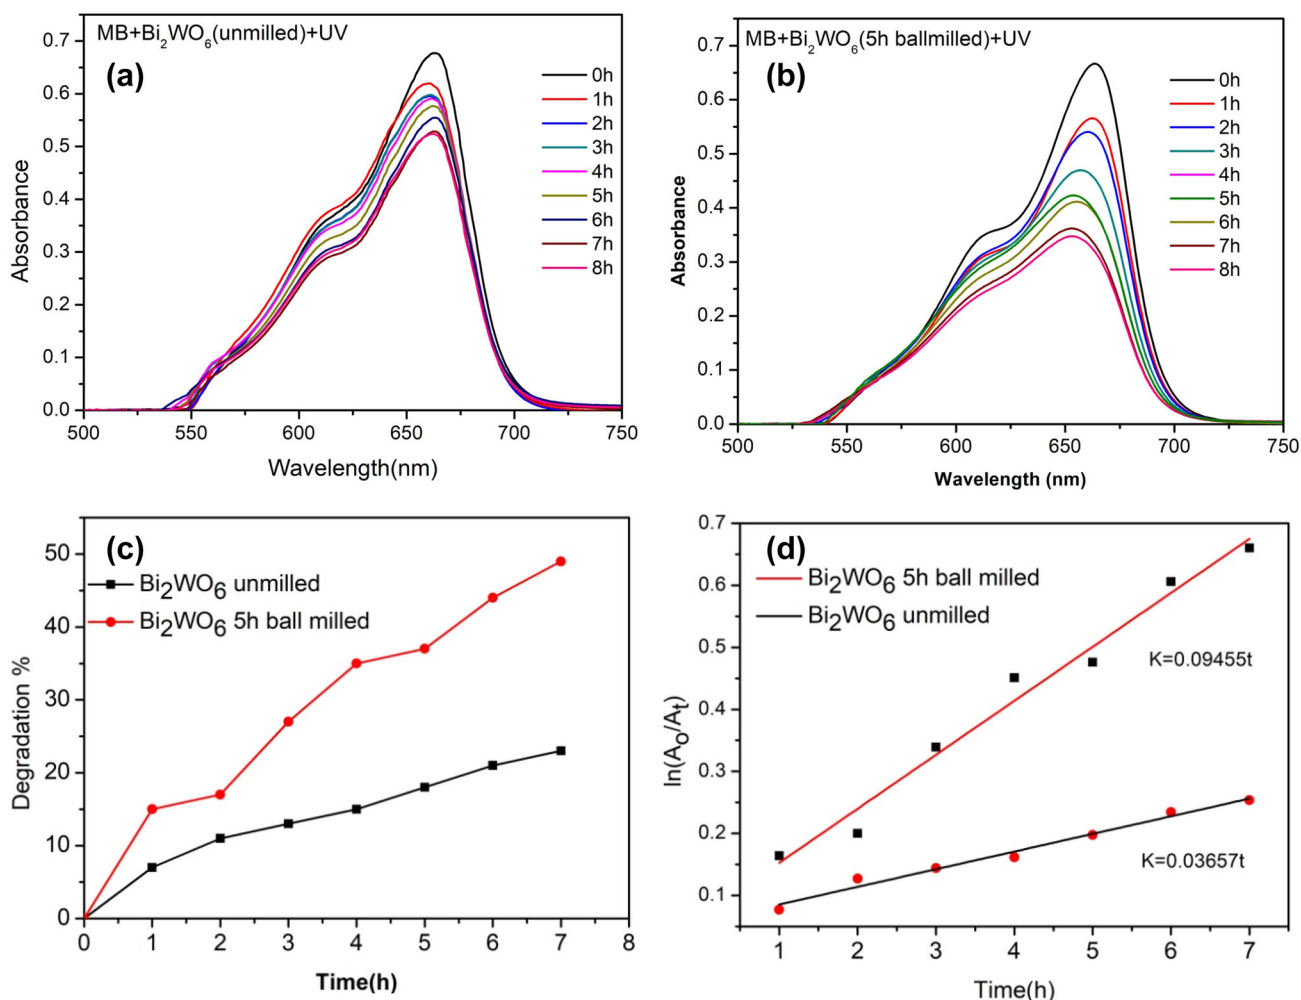 MB+Bi2WO6(unmilled)+UV
(a)
0h
1h
2h
3h
4h
5h
6h
7h
8h
0.7
0.6
0.5
0.4
0.3
0.2
0.1
0.0
500
550
600
650
700
750
Absorbance
Wavelength(nm)
MB+Bi2WO6(5h ballmilled)+UV
(b)
0h
1h
2h
3h
4h
5h
6h
7h
8h
0.7
0.6
0.5
0.4
0.3
0.2
0.1
0.0
500
550
600
650
700
750
Absorbance
Wavelength (nm)
(c)
Bi2WO6 unmilled
Bi2WO6 5h ball milled
50
40
30
20
10
0
0
1
2
3
4
5
6
7
8
Degradation %
Time(h)
(d)
Bi2WO6 5h ball milled
Bi2WO6 unmilled
K=0.09455t
K=0.03657t
0.7
0.6
0.5
0.4
0.3
0.2
0.1
1
2
3
4
5
6
7
ln(Ao/At)
Time(h)